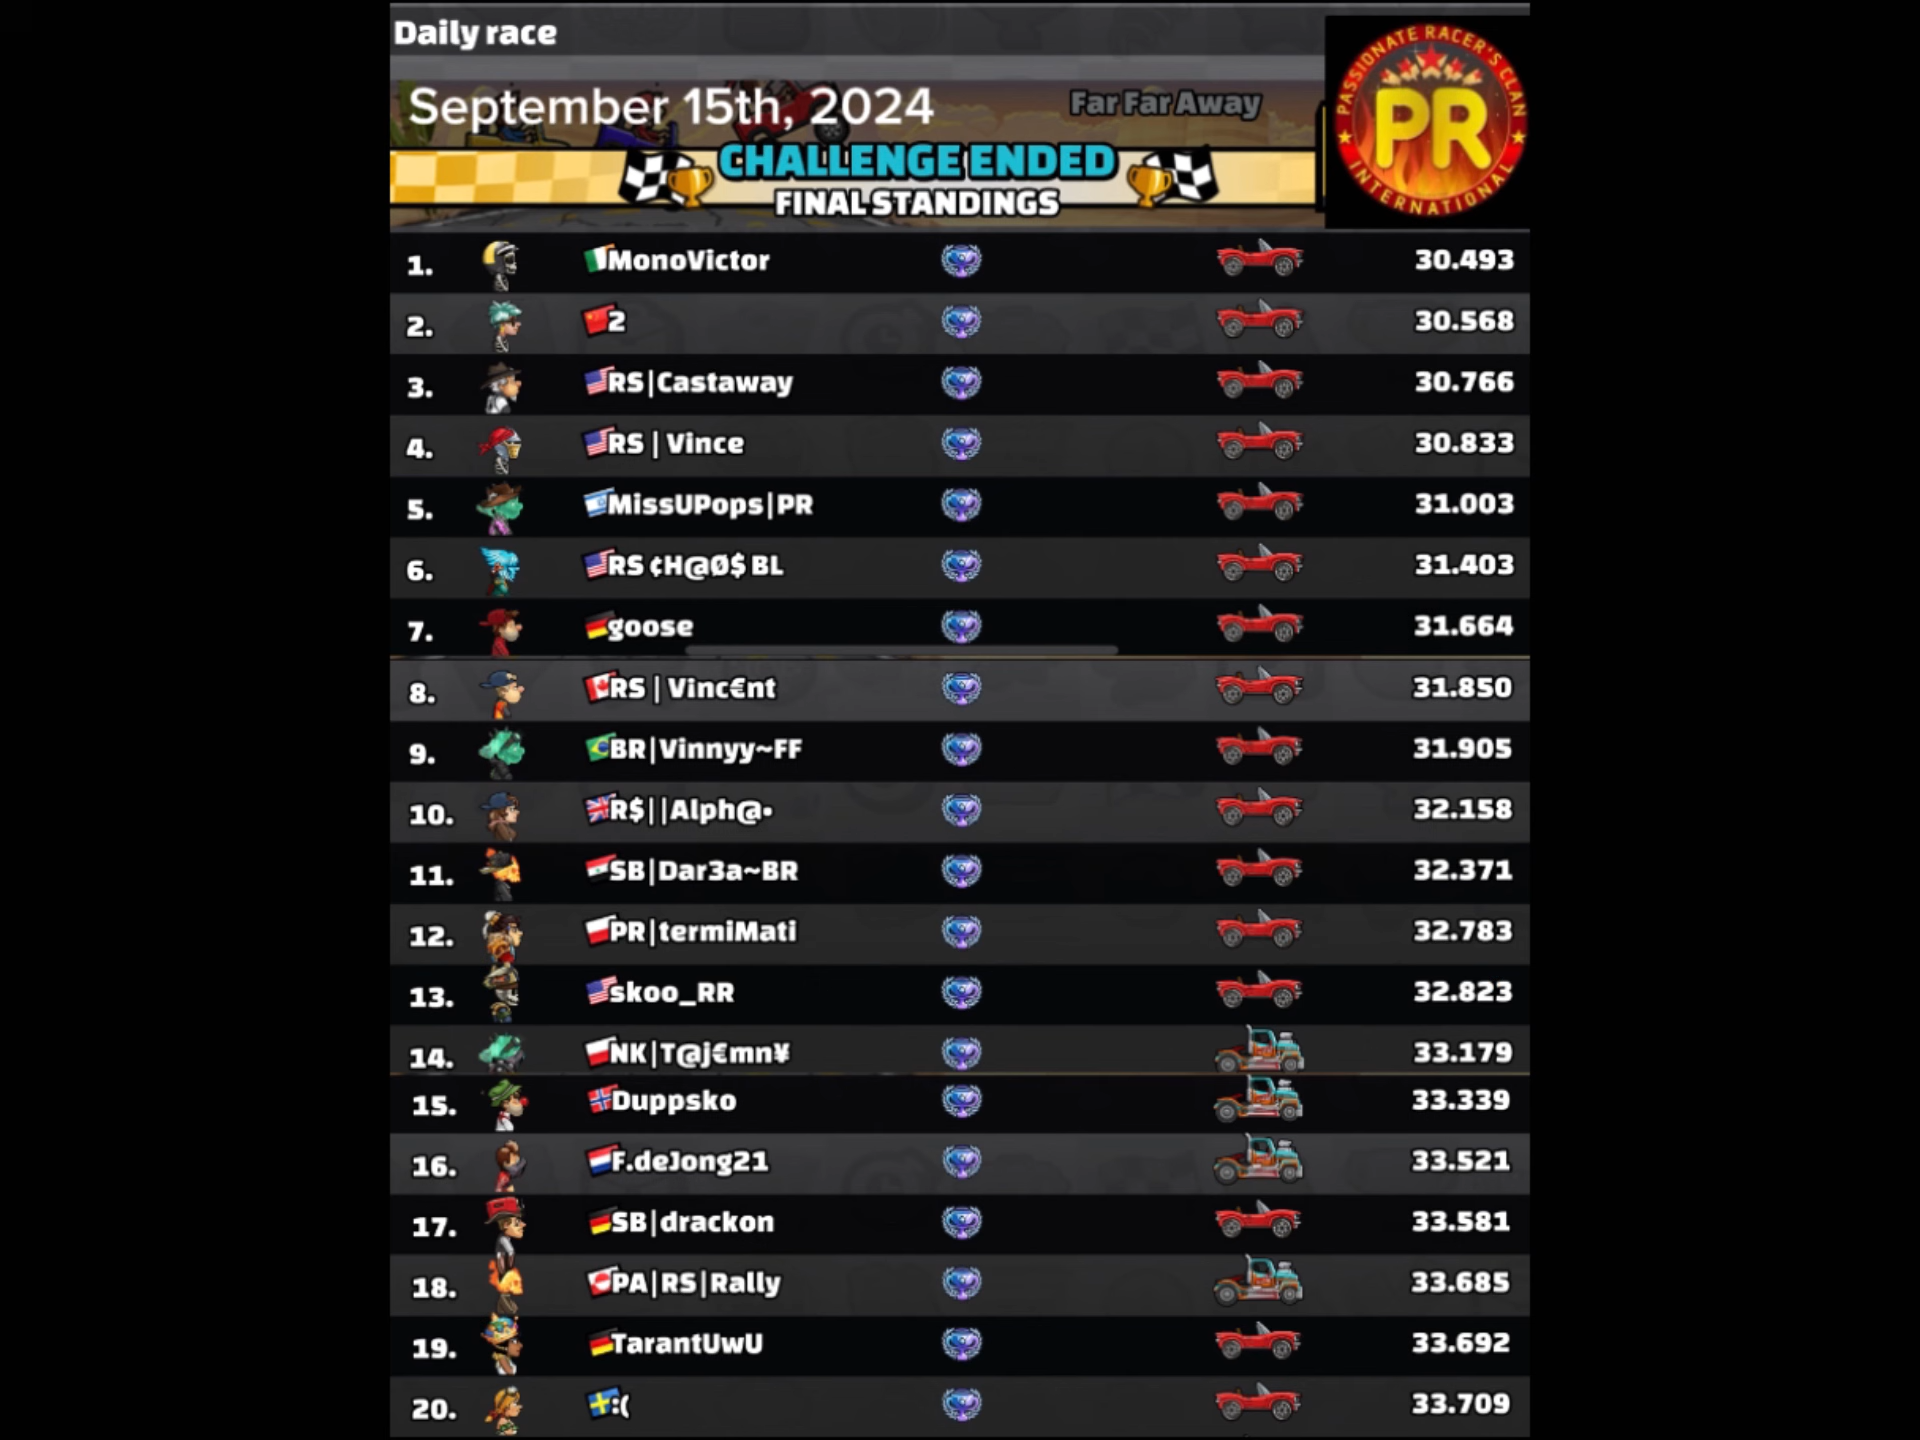 Daily race
September 15th, 2024
Far Far Away
PASSIONATE RACER'S CLAN
PR
INTERNATIONAL
CHALLENGE ENDED
FINAL STANDINGS
1. MonoVictor 30.493
2. 2 30.568
3. RS|Castaway 30.766
4. RS | Vince 30.833
5. MissUPops|PR 31.003
6. RS ¢H@Ø$ BL 31.403
7. goose 31.664
8. RS | Vinc€nt 31.850
9. BR|Vinnyy~FF 31.905
10. R$||Alph@• 32.158
11. SB|Dar3a~BR 32.371
12. PR|termiMati 32.783
13. skoo_RR 32.823
14. NK|T@j€mn¥ 33.179
15. Duppsko 33.339
16. F.deJong21 33.521
17. SB|drackon 33.581
18. PA|RS|Rally 33.685
19. TarantUwU 33.692
20. :( 33.709